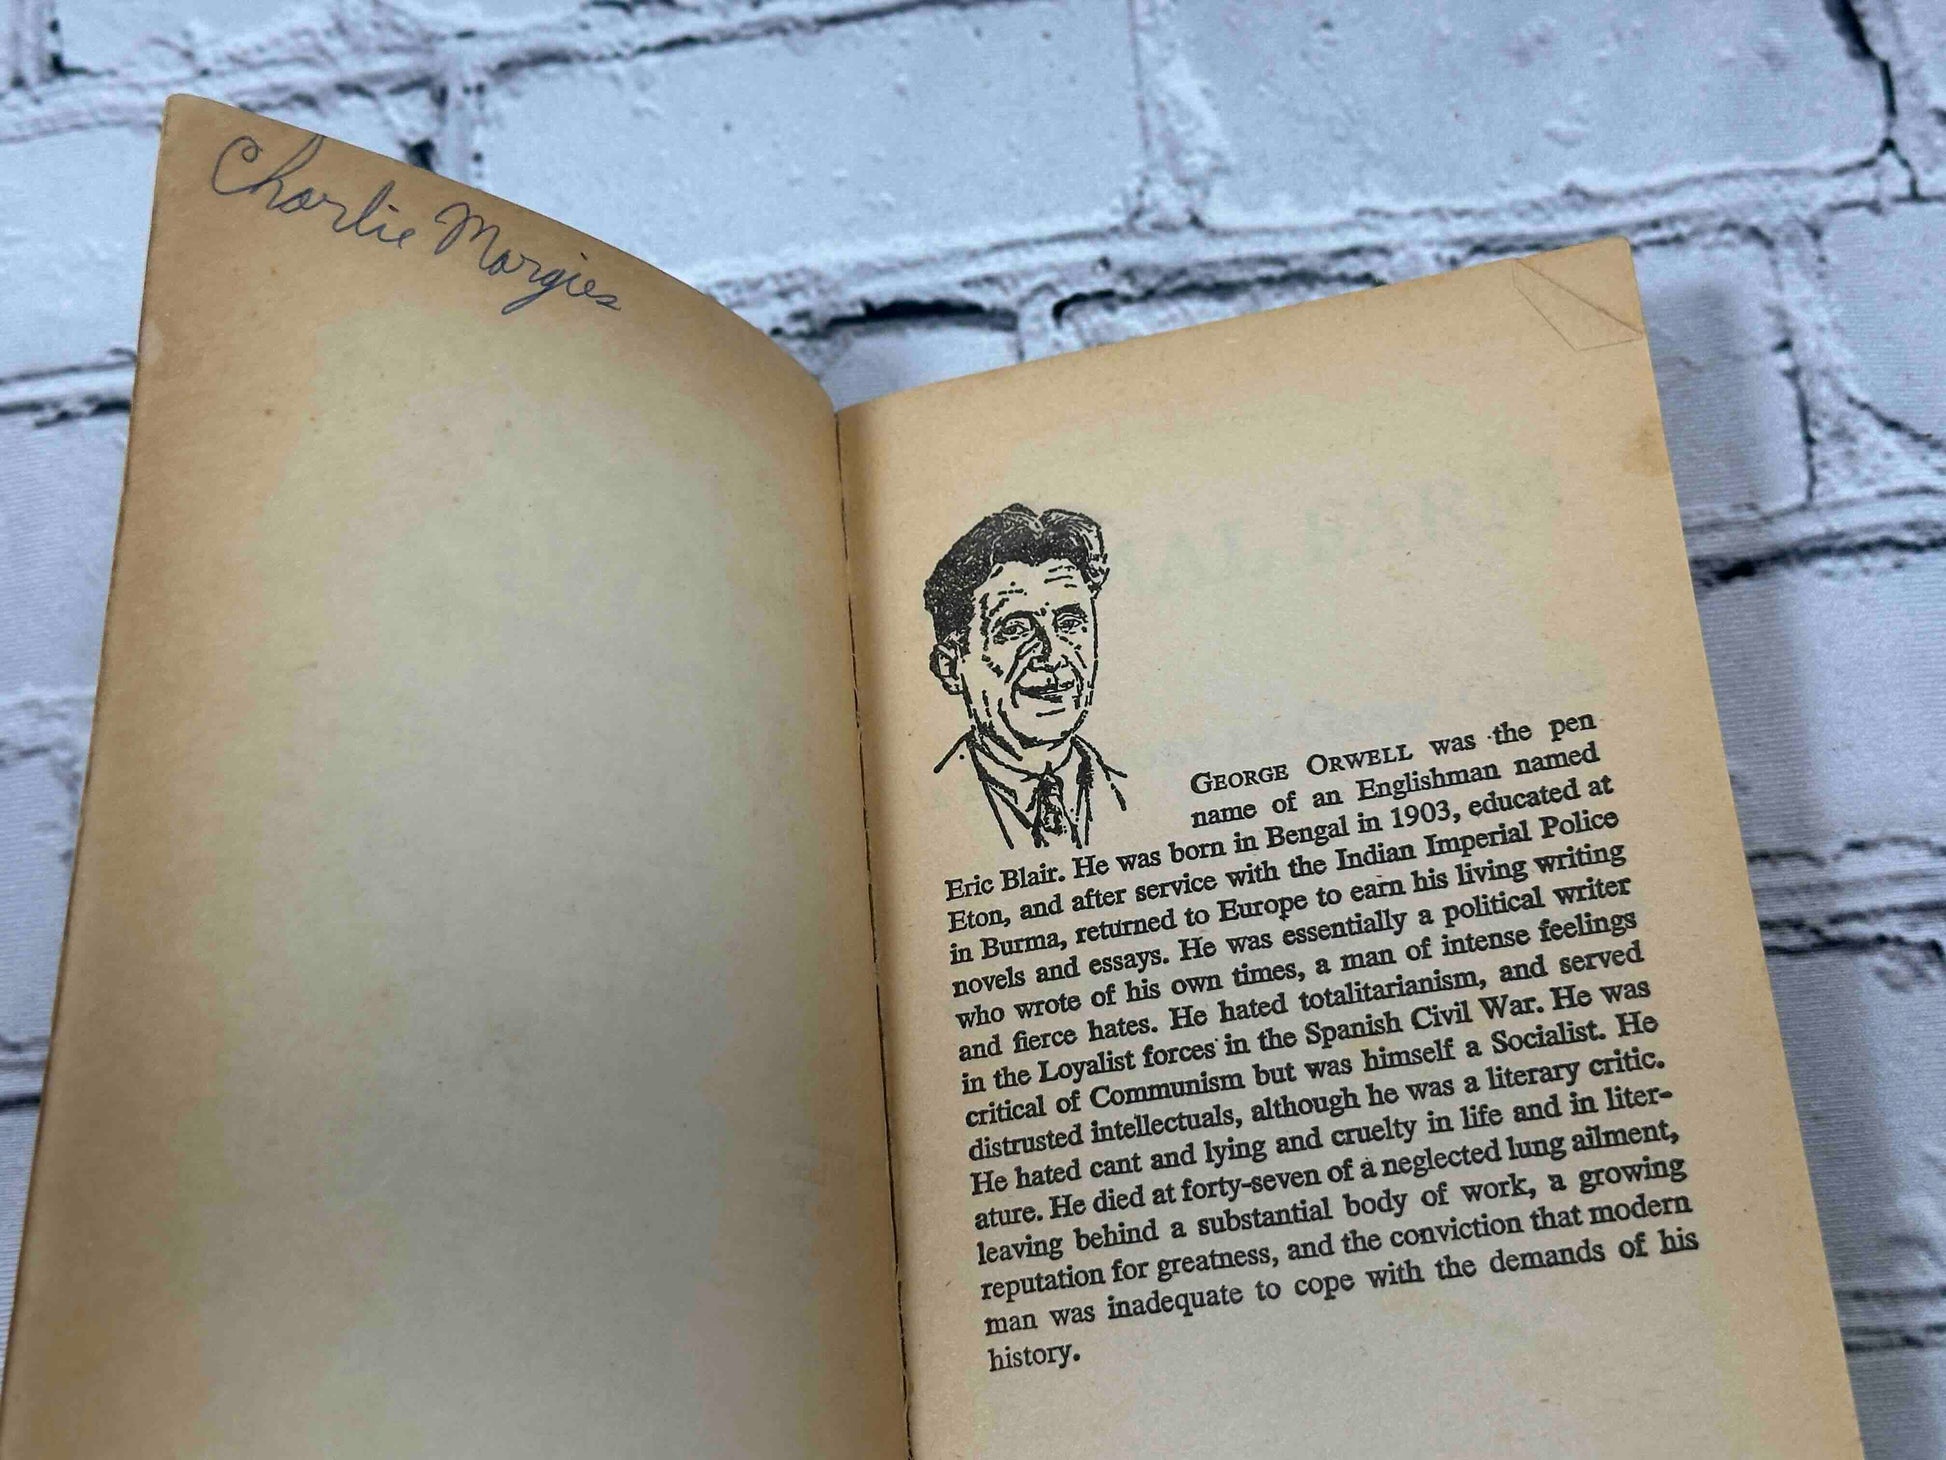 Charlie Morgies
GEORGE ORWELL was the pen
name of an Englishman named
Eric Blair. He was born in Bengal in 1903, educated at
Eton, and after service with the Indian Imperial Police
in Burma, returned to Europe to earn his living writing
novels and essays. He was essentially a political writer
who wrote of his own times, a man of intense feelings
and fierce hates. He hated totalitarianism, and served
in the Loyalist forces in the Spanish Civil War. He was
critical of Communism but was himself a Socialist. He
distrusted intellectuals, although he was a literary critic.
He hated cant and lying and cruelty in life and in liter-
ature. He died at forty-seven of a neglected lung ailment,
leaving behind a substantial body of work, a growing
reputation for greatness, and the conviction that modern
man was inadequate to cope with the demands of his
history.